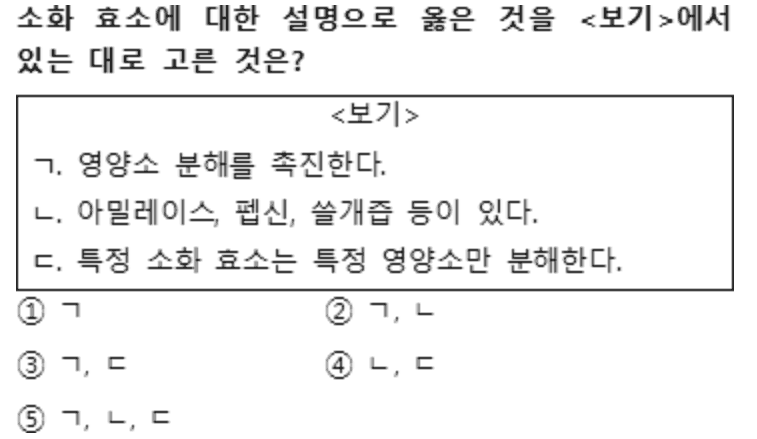 소화 효소에 대한 설명으로 옳은 것을 <보기>에서
있는 대로 고른 것은?
<보기>
ㄱ. 영양소 분해를 촉진한다.
ㄴ. 아밀레이스, 펩신, 쓸개즙 등이 있다.
ㄷ. 특정 소화 효소는 특정 영양소만 분해한다.
① ㄱ ② ㄱ, ㄴ
③ ㄱ, ㄷ ④ ㄴ, ㄷ
⑤ ㄱ, ㄴ, ㄷ